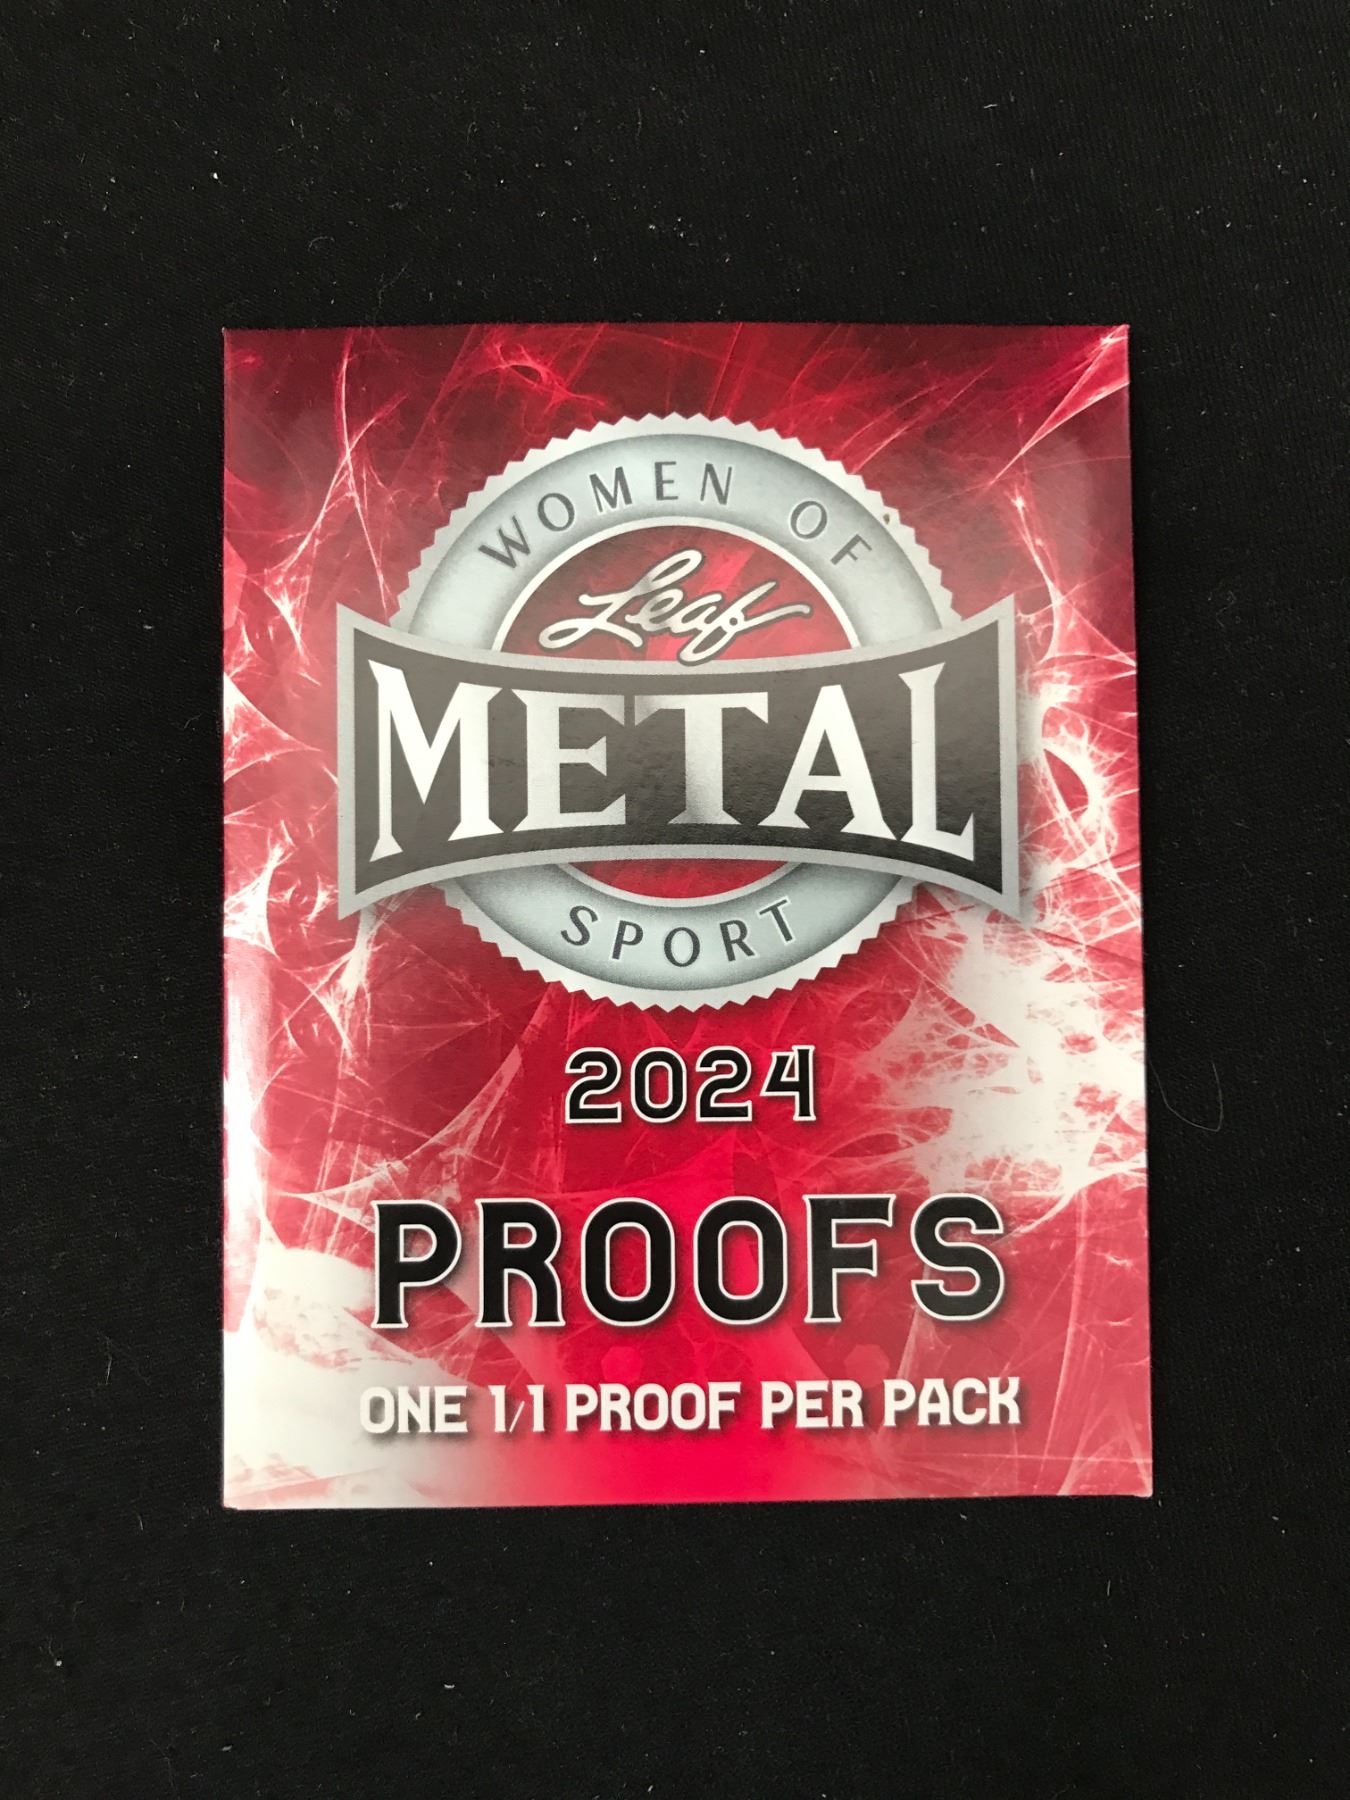 WOMEN OF
Leaf
METAL
SPORT
2024
PROOFS
ONE 1/1 PROOF PER PACK